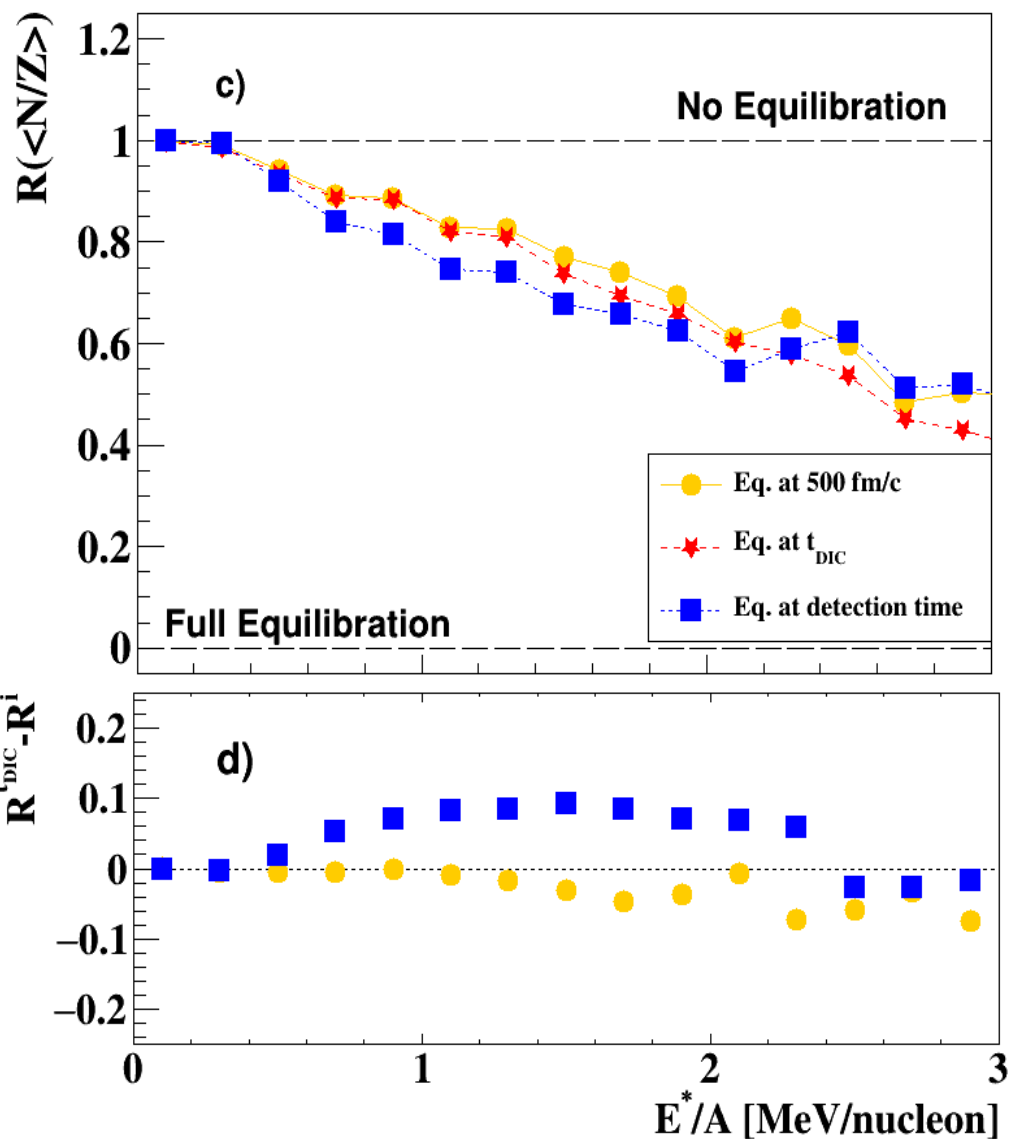 R(<N/Z>)
1.2
1
0.8
0.6
0.4
0.2
0
c)
No Equilibration
Eq. at 500 fm/c
Eq. at t_DIC
Eq. at detection time
Full Equilibration
R^t_DIC-R^i
0.2
0.1
0
−0.1
−0.2
d)
0 1 2 3
E*/A [MeV/nucleon]